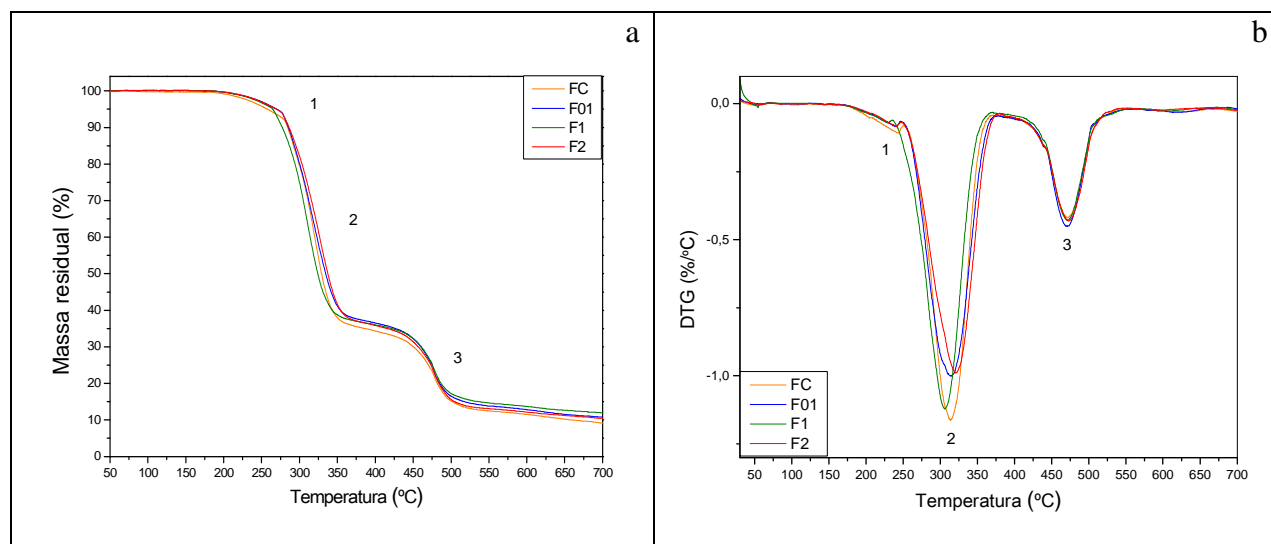 a
100
90
80
70
60
50
40
30
20
10
0
Massa residual (%)
50 100 150 200 250 300 350 400 450 500 550 600 650 700
Temperatura (ºC)
1
2
3
FC
F01
F1
F2
b
0,0
-0,5
-1,0
DTG (%/ºC)
50 100 150 200 250 300 350 400 450 500 550 600 650 700
Temperatura (ºC)
1
2
3
FC
F01
F1
F2